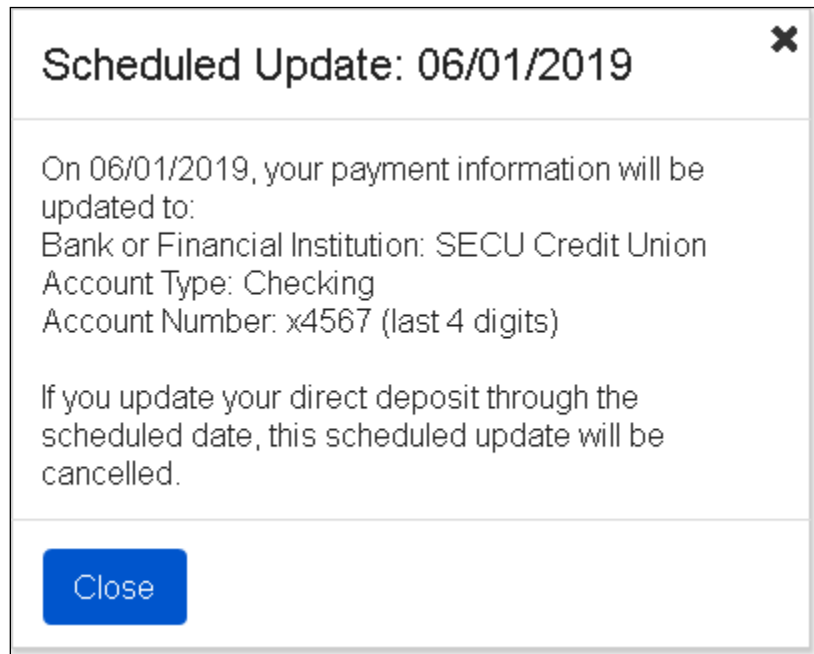 Scheduled Update: 06/01/2019
On 06/01/2019, your payment information will be
updated to:
Bank or Financial Institution: SECU Credit Union
Account Type: Checking
Account Number: x4567 (last 4 digits)
If you update your direct deposit through the
scheduled date, this scheduled update will be
cancelled.
Close